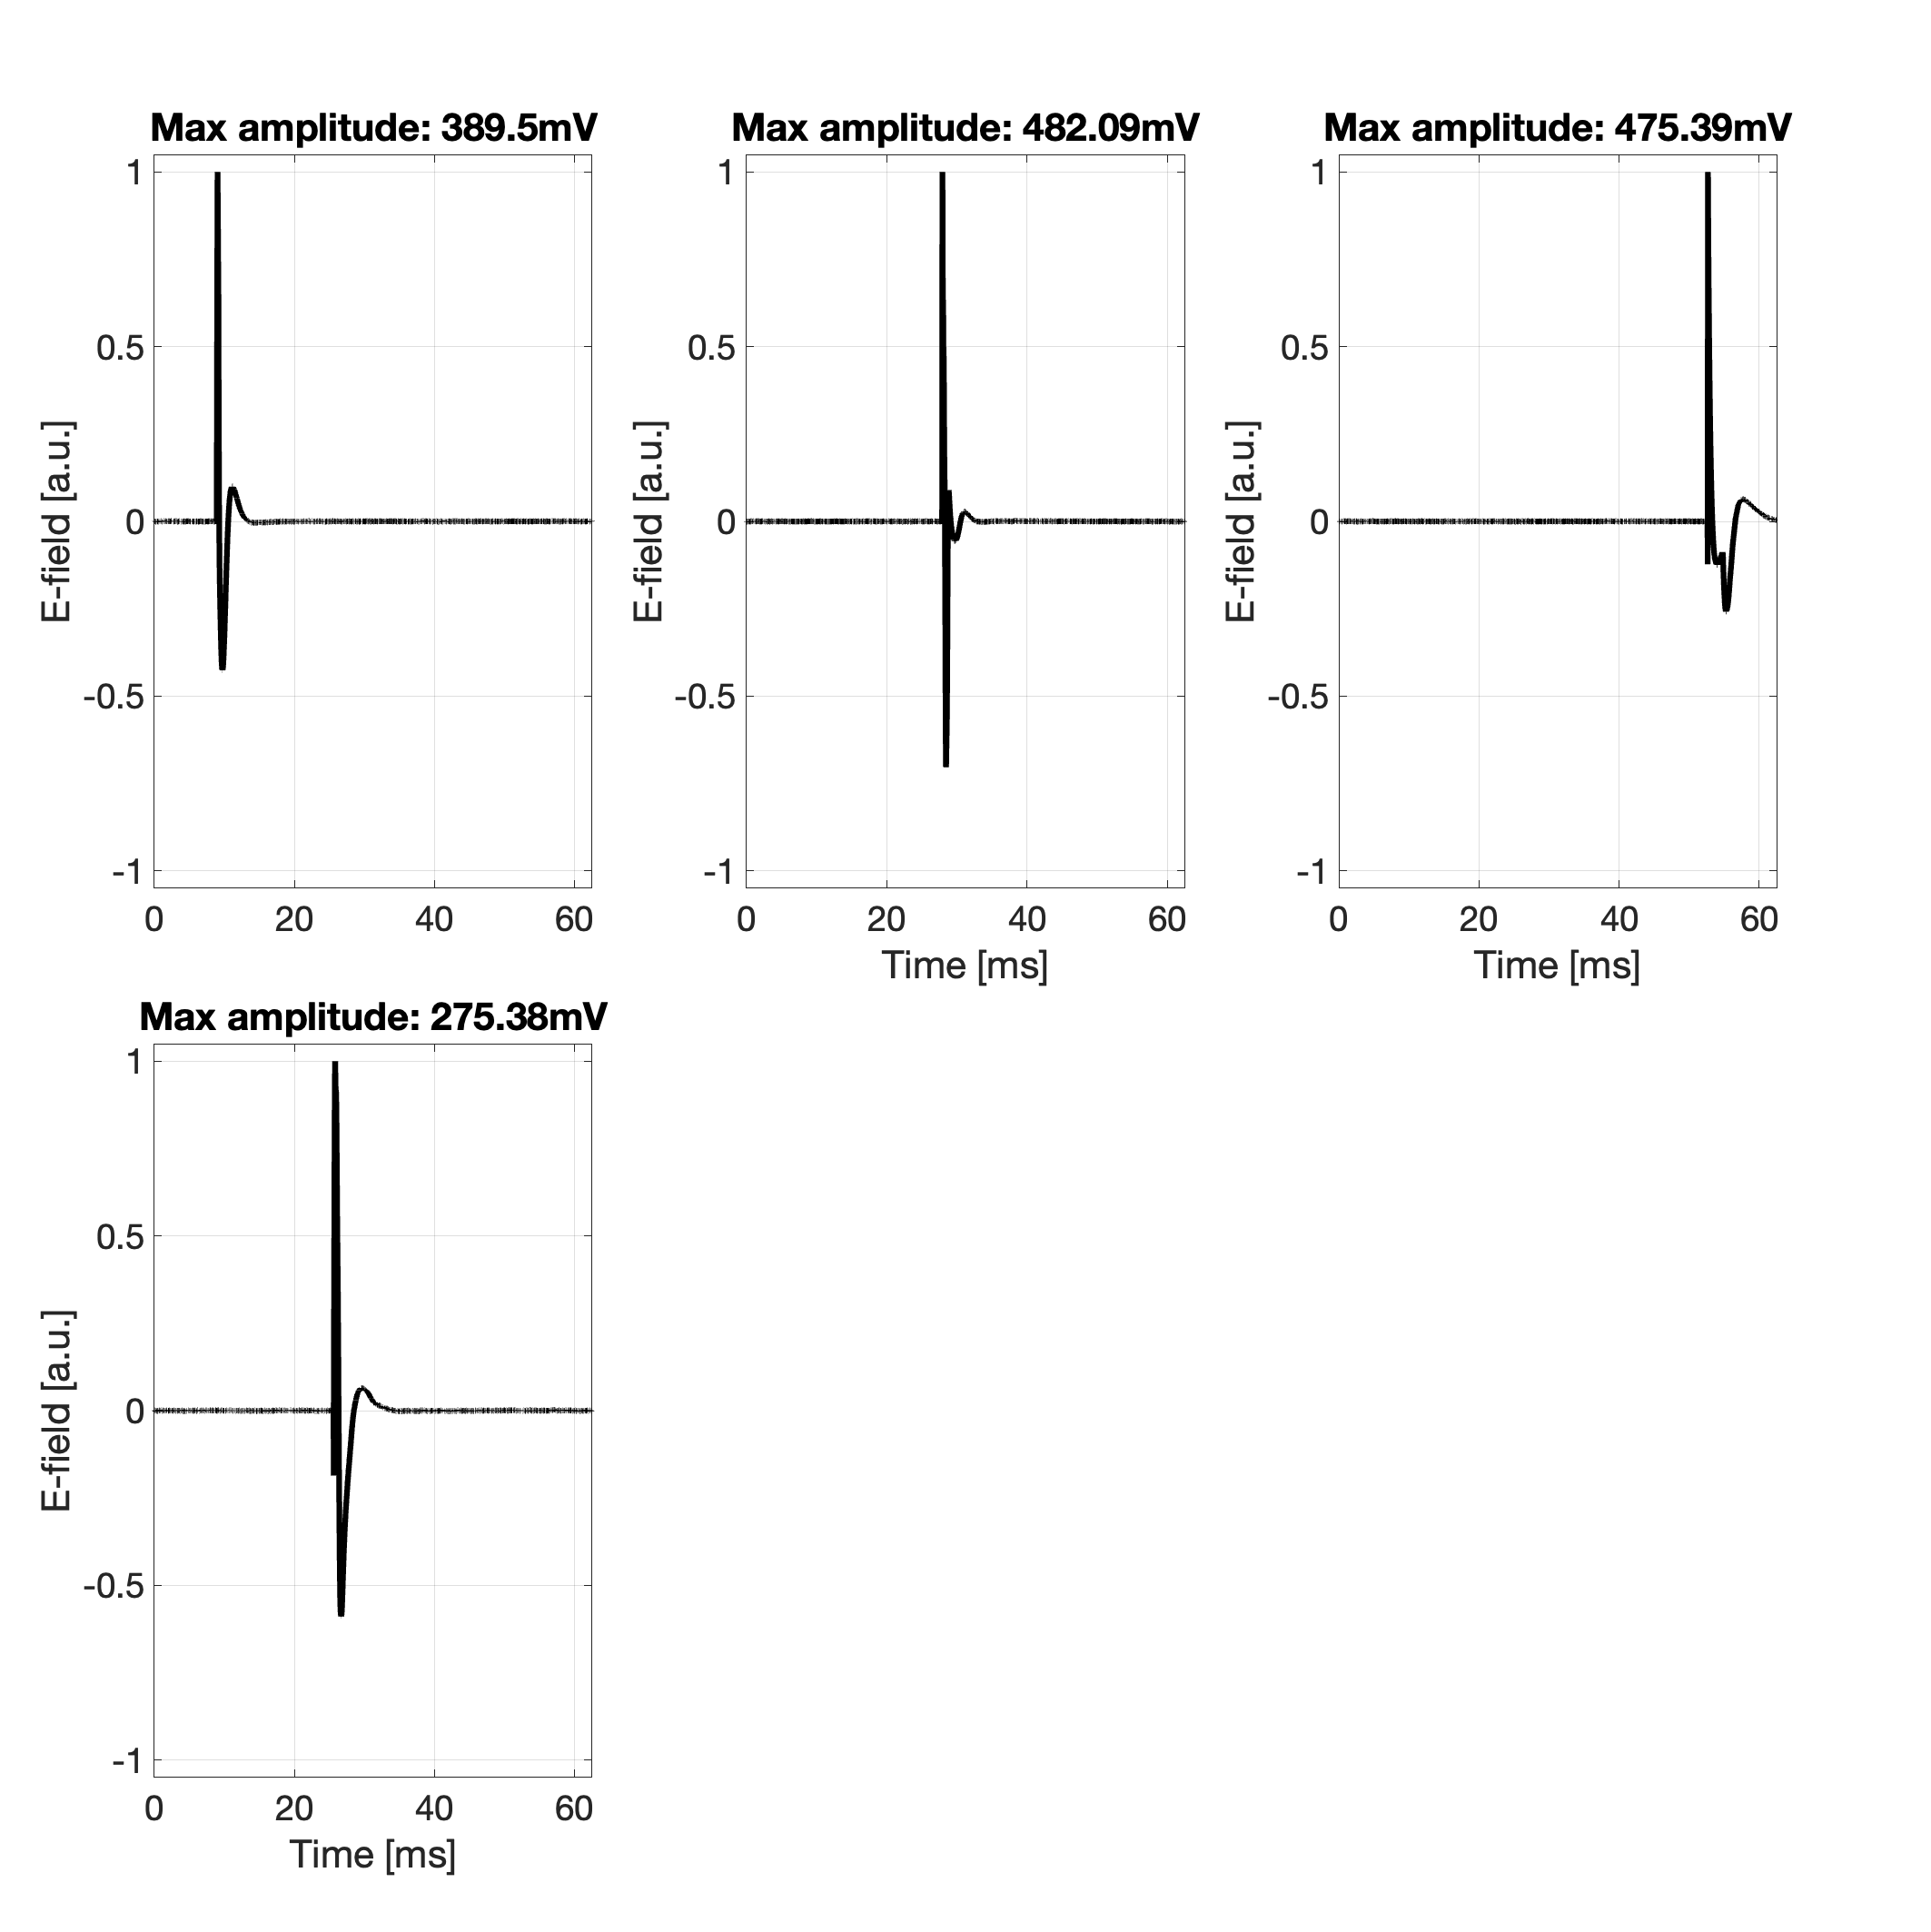 Max amplitude: 389.5mV
1
0.5
0
-0.5
-1
E-field [a.u.]
0 20 40 60
Max amplitude: 482.09mV
1
0.5
0
-0.5
-1
E-field [a.u.]
0 20 40 60
Time [ms]
Max amplitude: 475.39mV
1
0.5
0
-0.5
-1
E-field [a.u.]
0 20 40 60
Time [ms]
Max amplitude: 275.38mV
1
0.5
0
-0.5
-1
E-field [a.u.]
0 20 40 60
Time [ms]